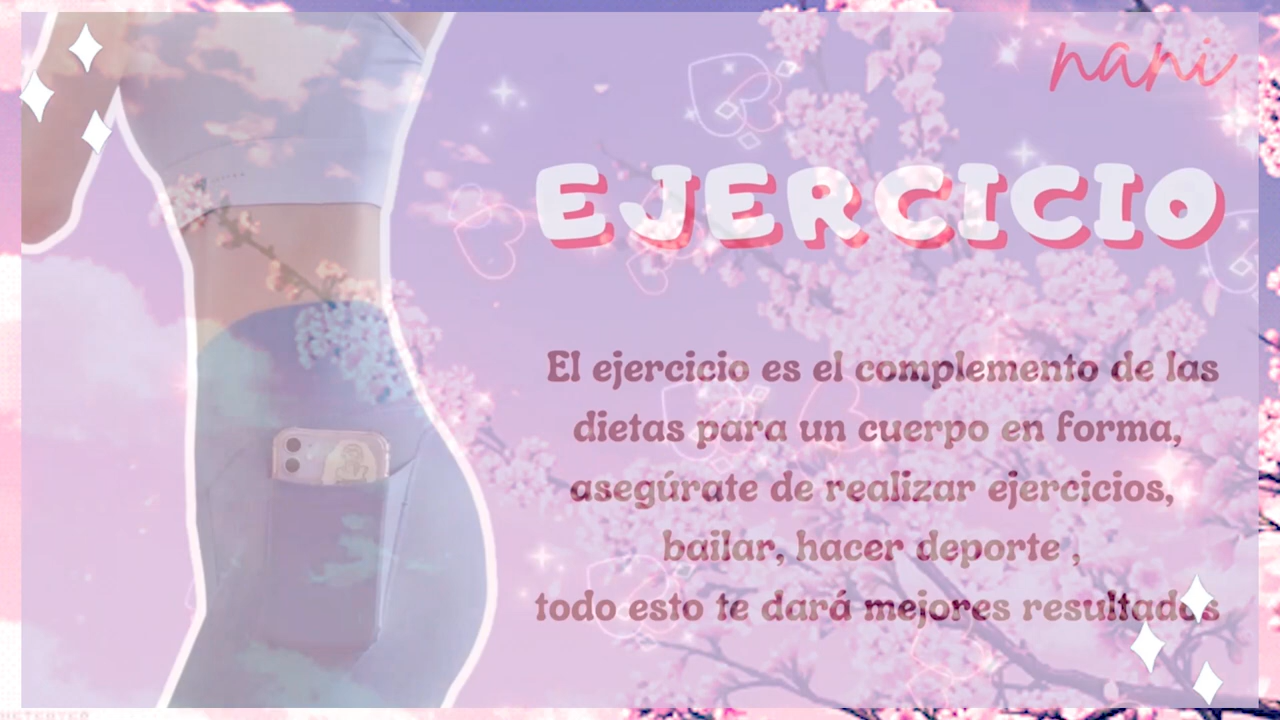 nani
EJERCICIO
El ejercicio es el complemento de las
dietas para un cuerpo en forma,
asegúrate de realizar ejercicios,
bailar, hacer deporte ,
todo esto te dará mejores resultados